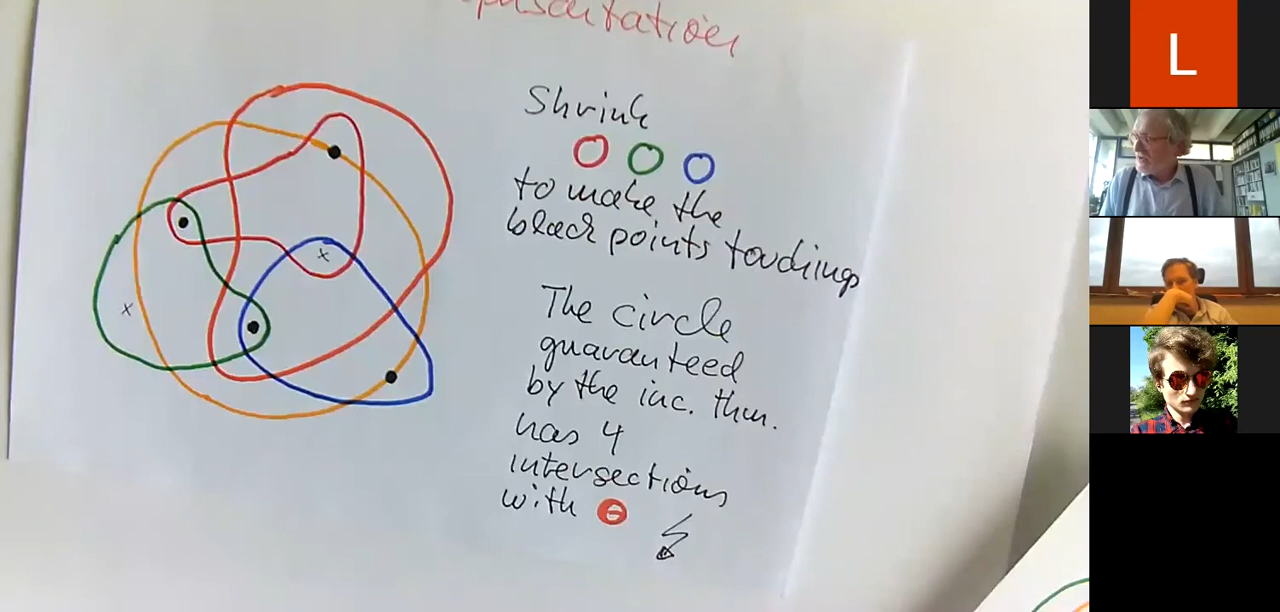 Shrink
to make the
black points touching
The circle
guaranteed
by the inc. thm.
has 4
intersections
with
L